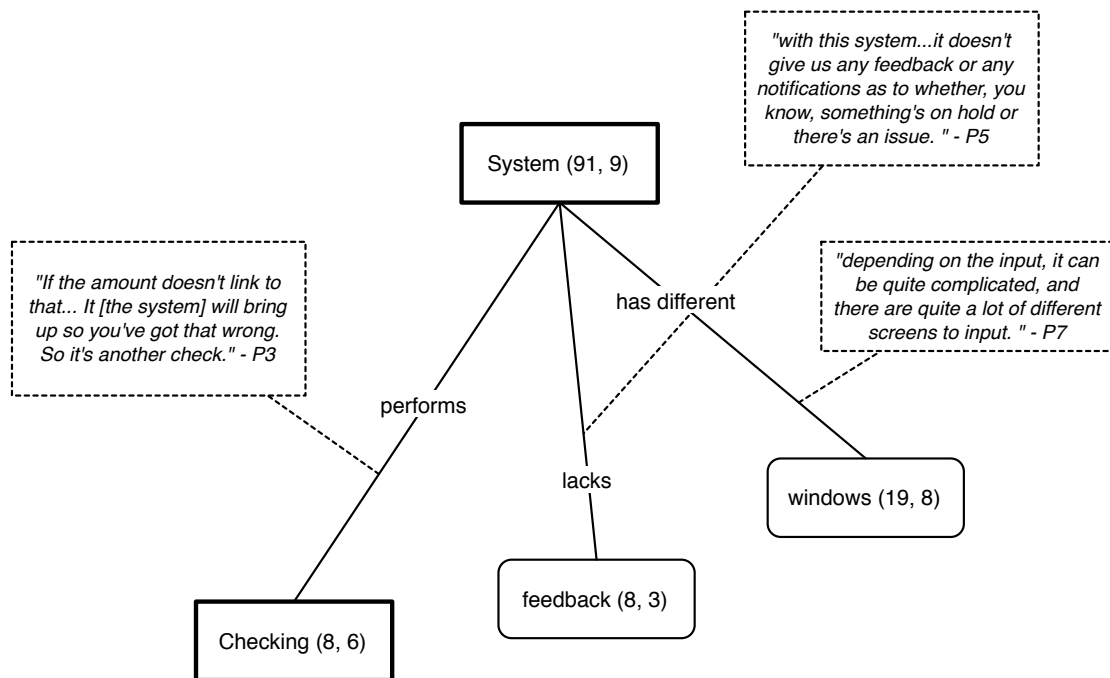 "with this system...it doesn't
give us any feedback or any
notifications as to whether, you
know, something's on hold or
there's an issue. " - P5
System (91, 9)
"If the amount doesn't link to
that... It [the system] will bring
up so you've got that wrong.
So it's another check." - P3
"depending on the input, it can
be quite complicated, and
there are quite a lot of different
screens to input. " - P7
has different
performs
lacks
windows (19, 8)
feedback (8, 3)
Checking (8, 6)